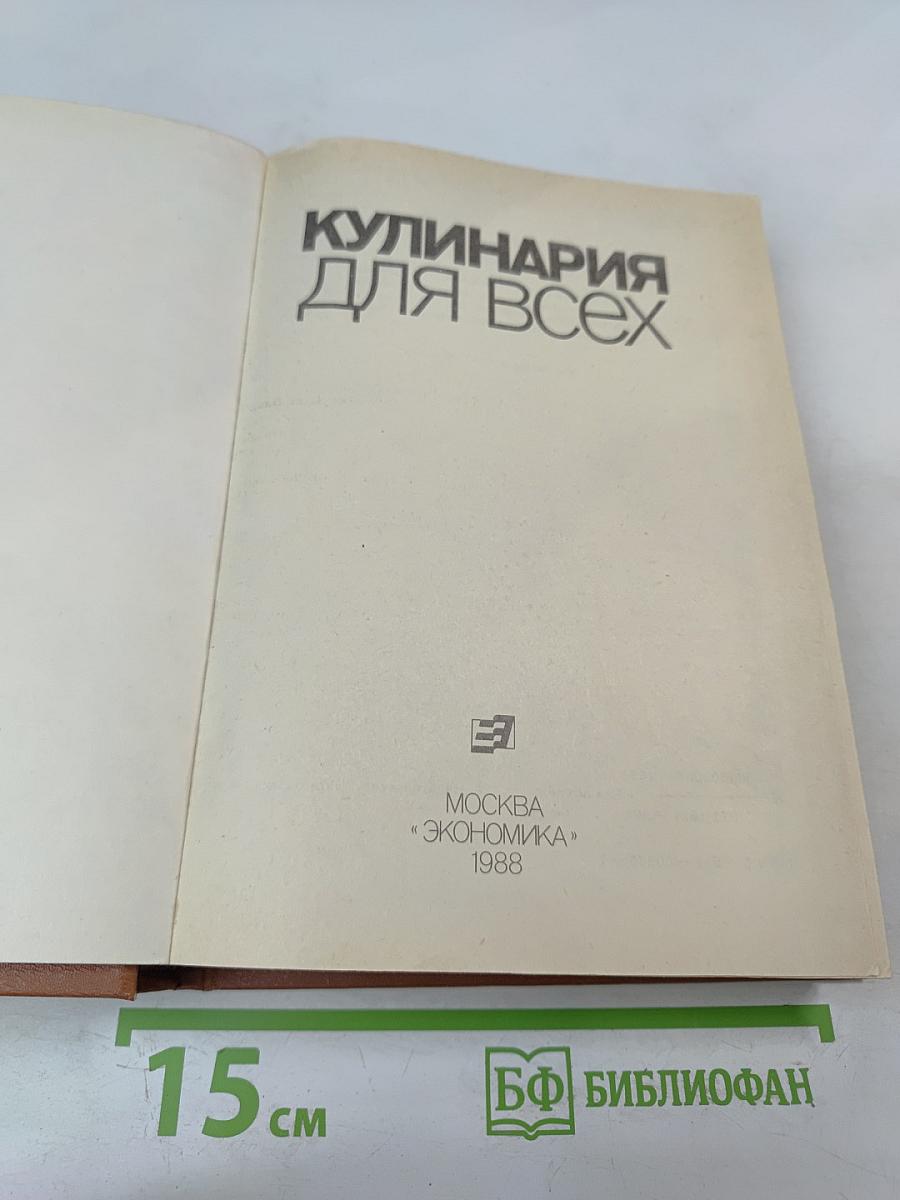 КУЛИНАРИЯ
для всех
МОСКВА
«ЭКОНОМИКА»
1988
15 см
БФ БИБЛИОФАН